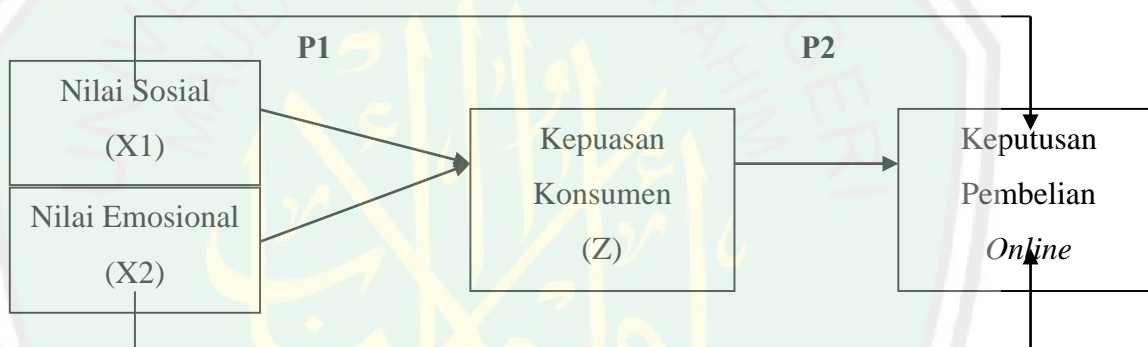 P1 P2
Nilai Sosial
(X1)
Nilai Emosional
(X2)
Kepuasan
Konsumen
(Z)
Keputusan
Pembelian
Online